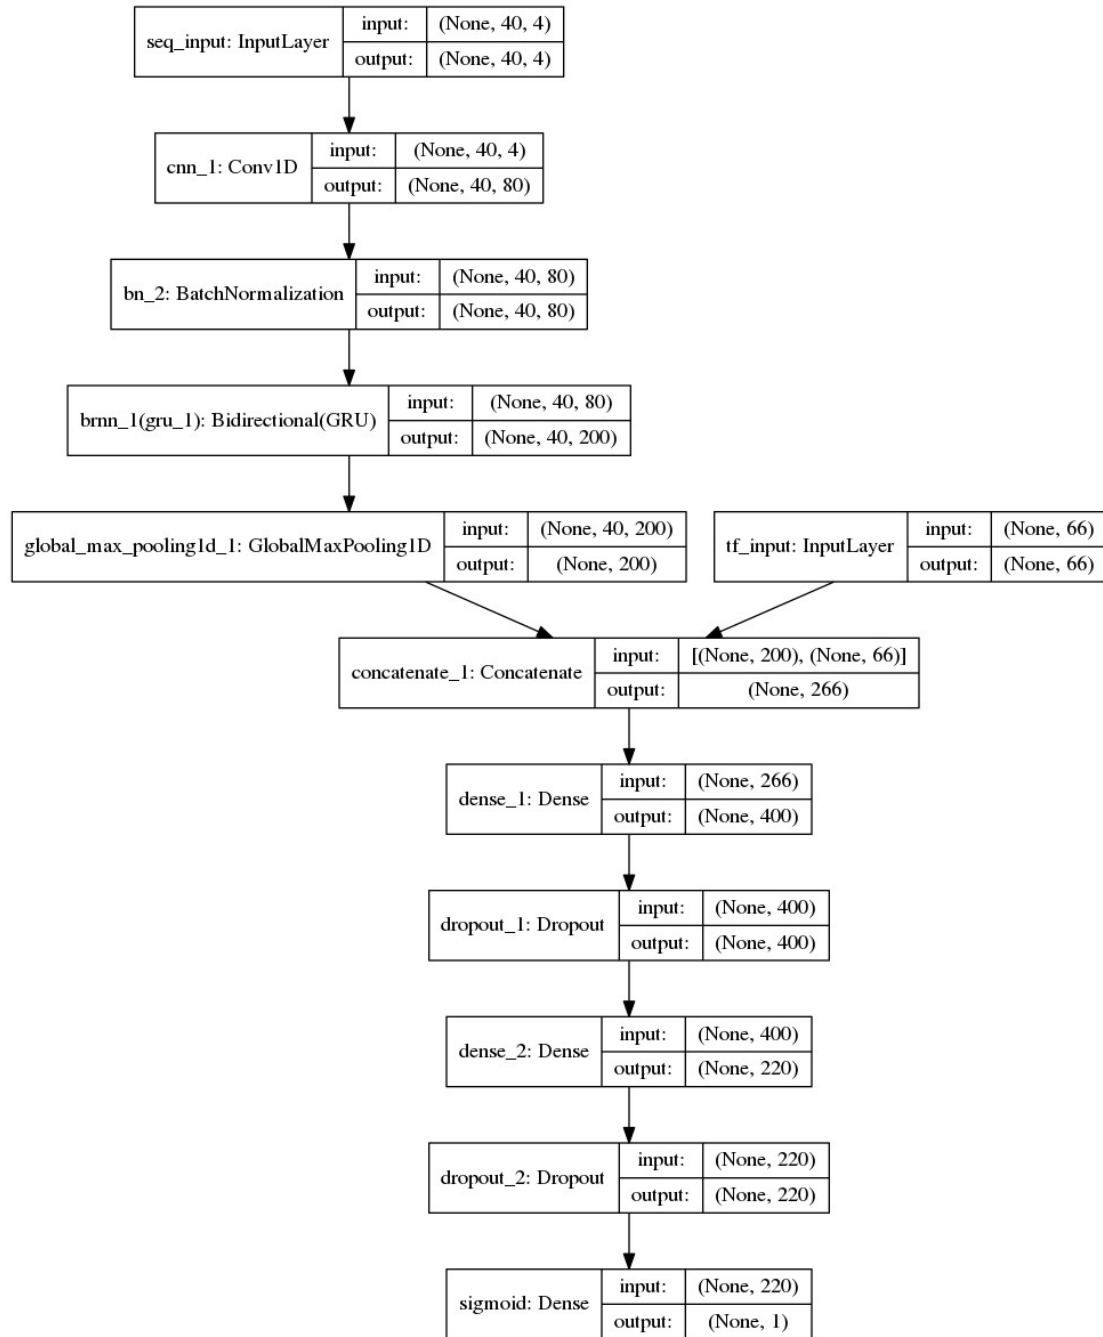 seq_input: InputLayer
input: (None, 40, 4)
output: (None, 40, 4)
cnn_1: Conv1D
input: (None, 40, 4)
output: (None, 40, 80)
bn_2: BatchNormalization
input: (None, 40, 80)
output: (None, 40, 80)
brnn_1(gru_1): Bidirectional(GRU)
input: (None, 40, 80)
output: (None, 40, 200)
global_max_pooling1d_1: GlobalMaxPooling1D
input: (None, 40, 200)
output: (None, 200)
tf_input: InputLayer
input: (None, 66)
output: (None, 66)
concatenate_1: Concatenate
input: [(None, 200), (None, 66)]
output: (None, 266)
dense_1: Dense
input: (None, 266)
output: (None, 400)
dropout_1: Dropout
input: (None, 400)
output: (None, 400)
dense_2: Dense
input: (None, 400)
output: (None, 220)
dropout_2: Dropout
input: (None, 220)
output: (None, 220)
sigmoid: Dense
input: (None, 220)
output: (None, 1)